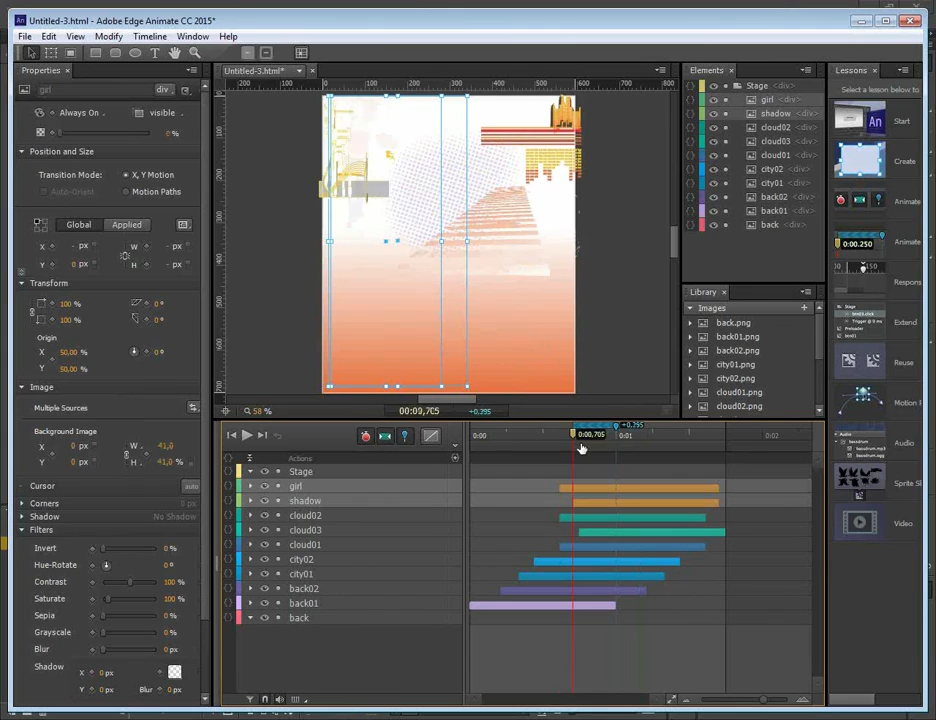 Untitled-3.html* - Adobe Edge Animate CC 2015*
File Edit View Modify Timeline Window Help
Properties ×
girl div
Always On visible
0 %
Position and Size
Transition Mode: X, Y Motion
Auto-Orient Motion Paths
Global Applied
X - px W - px
Y 0 px H - px
Transform
100 % 0 °
100 % 0 °
Origin
X 50,00 % 0 °
Y 50,00 %
Image
Multiple Sources
Background Image
X 0 px W 41,0
Y 0 px H 41,0 %
Cursor auto
Corners
Shadow No Shadow
Filters
Invert 0 %
Hue-Rotate 0 °
Contrast 100 %
Saturate 100 %
Sepia 0 %
Grayscale 0 %
Blur 0 px
Shadow
X 0 px
Y 0 px Blur 0 px
Untitled-3.html* ×
0 100 200 300 400 500 600 700 800
0
100
200
300
400
500
600
700
58 % 00:09,705 +0,295
Elements ×
Stage <div>
girl <div>
shadow <div>
cloud02 <div>
cloud03 <div>
cloud01 <div>
city02 <div>
city01 <div>
back02 <div>
back01 <div>
back <div>
Library ×
Images +
back.png
back01.png
back02.png
city01.png
city02.png
cloud01.png
cloud02.png
Lessons
Select a lesson below to
Start
Create
Animate
0:00.250
Animate
150
Respons
Stage
Extend
Reuse
Motion P
Audio
Sprite S
Video
0:00 0:00,705 +0,295 0:01 0:02
Actions
Stage
girl
shadow
cloud02
cloud03
cloud01
city02
city01
back02
back01
back